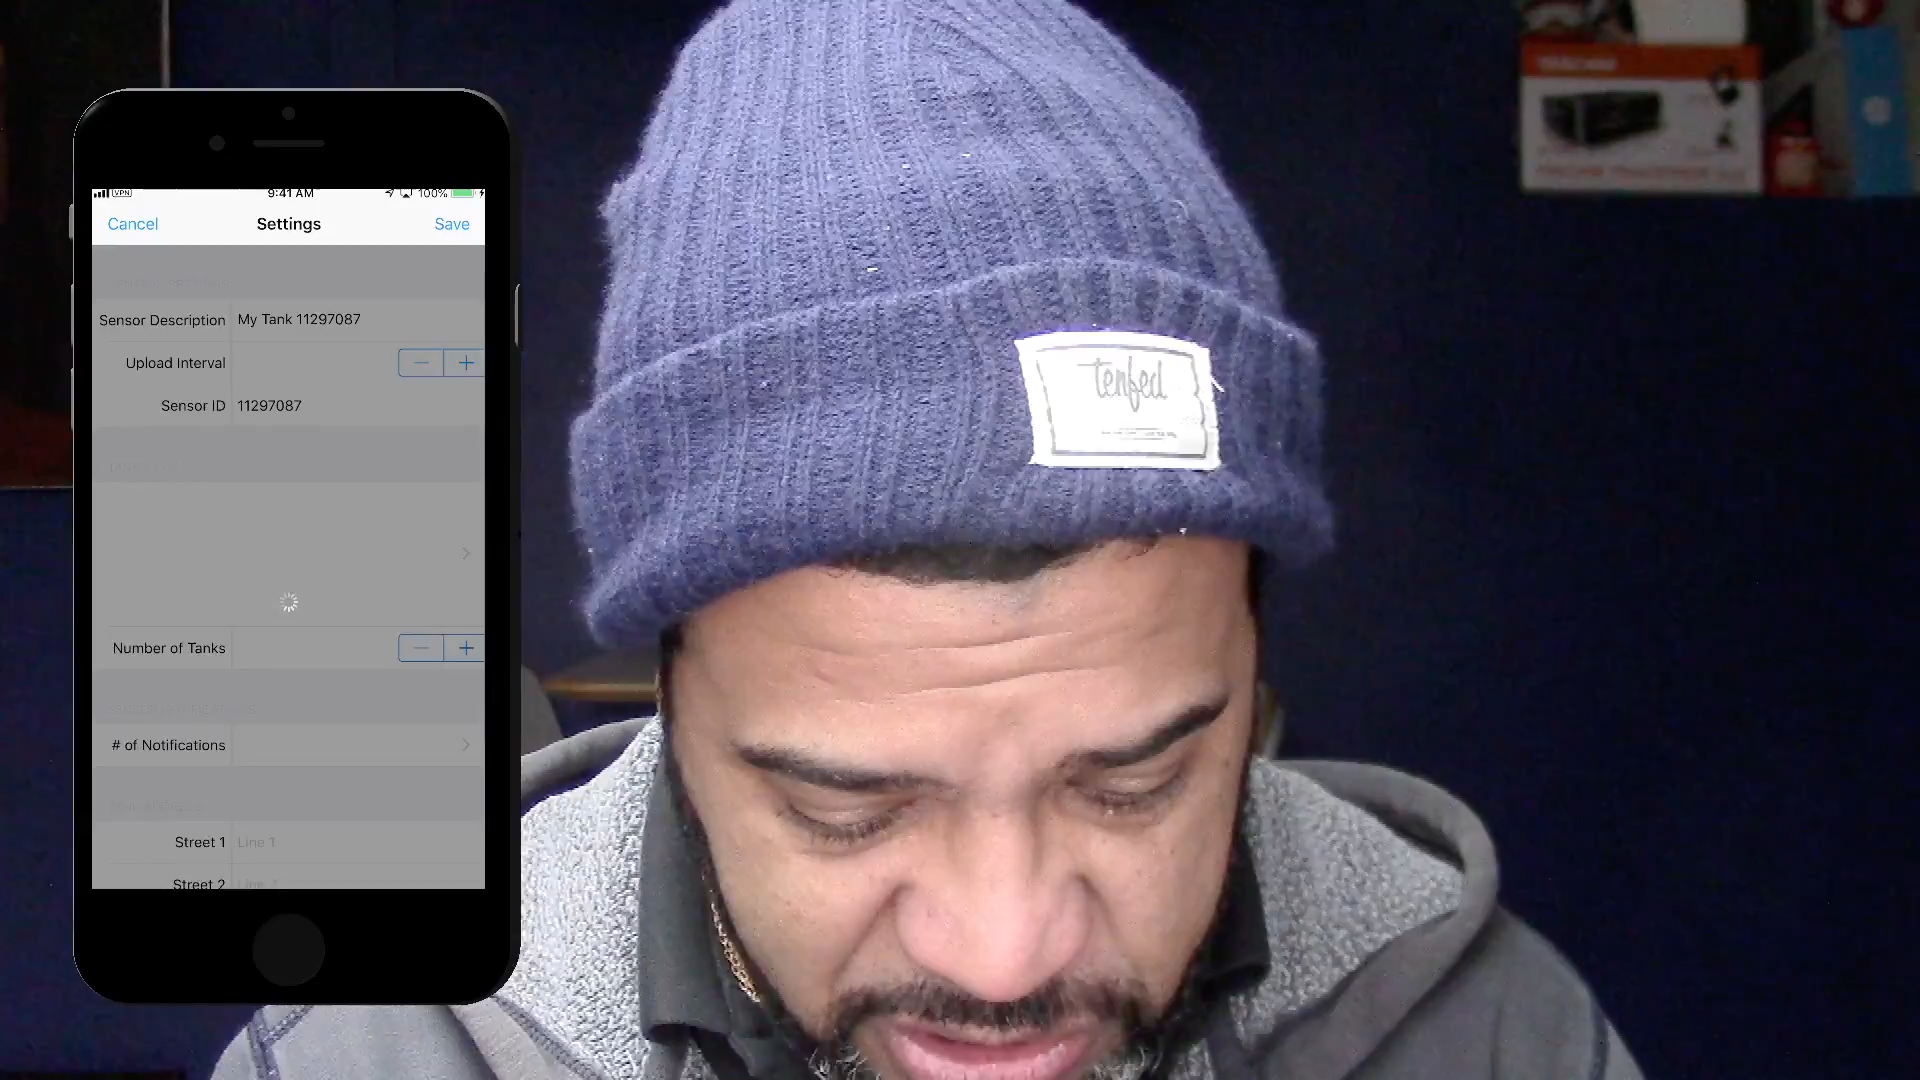 VPN 9:41 AM 100%
Cancel Settings Save
Sensor Description My Tank 11297087
Upload Interval − +
Sensor ID 11297087
Number of Tanks − +
# of Notifications
Street 1 Line 1
Street 2
tenfed